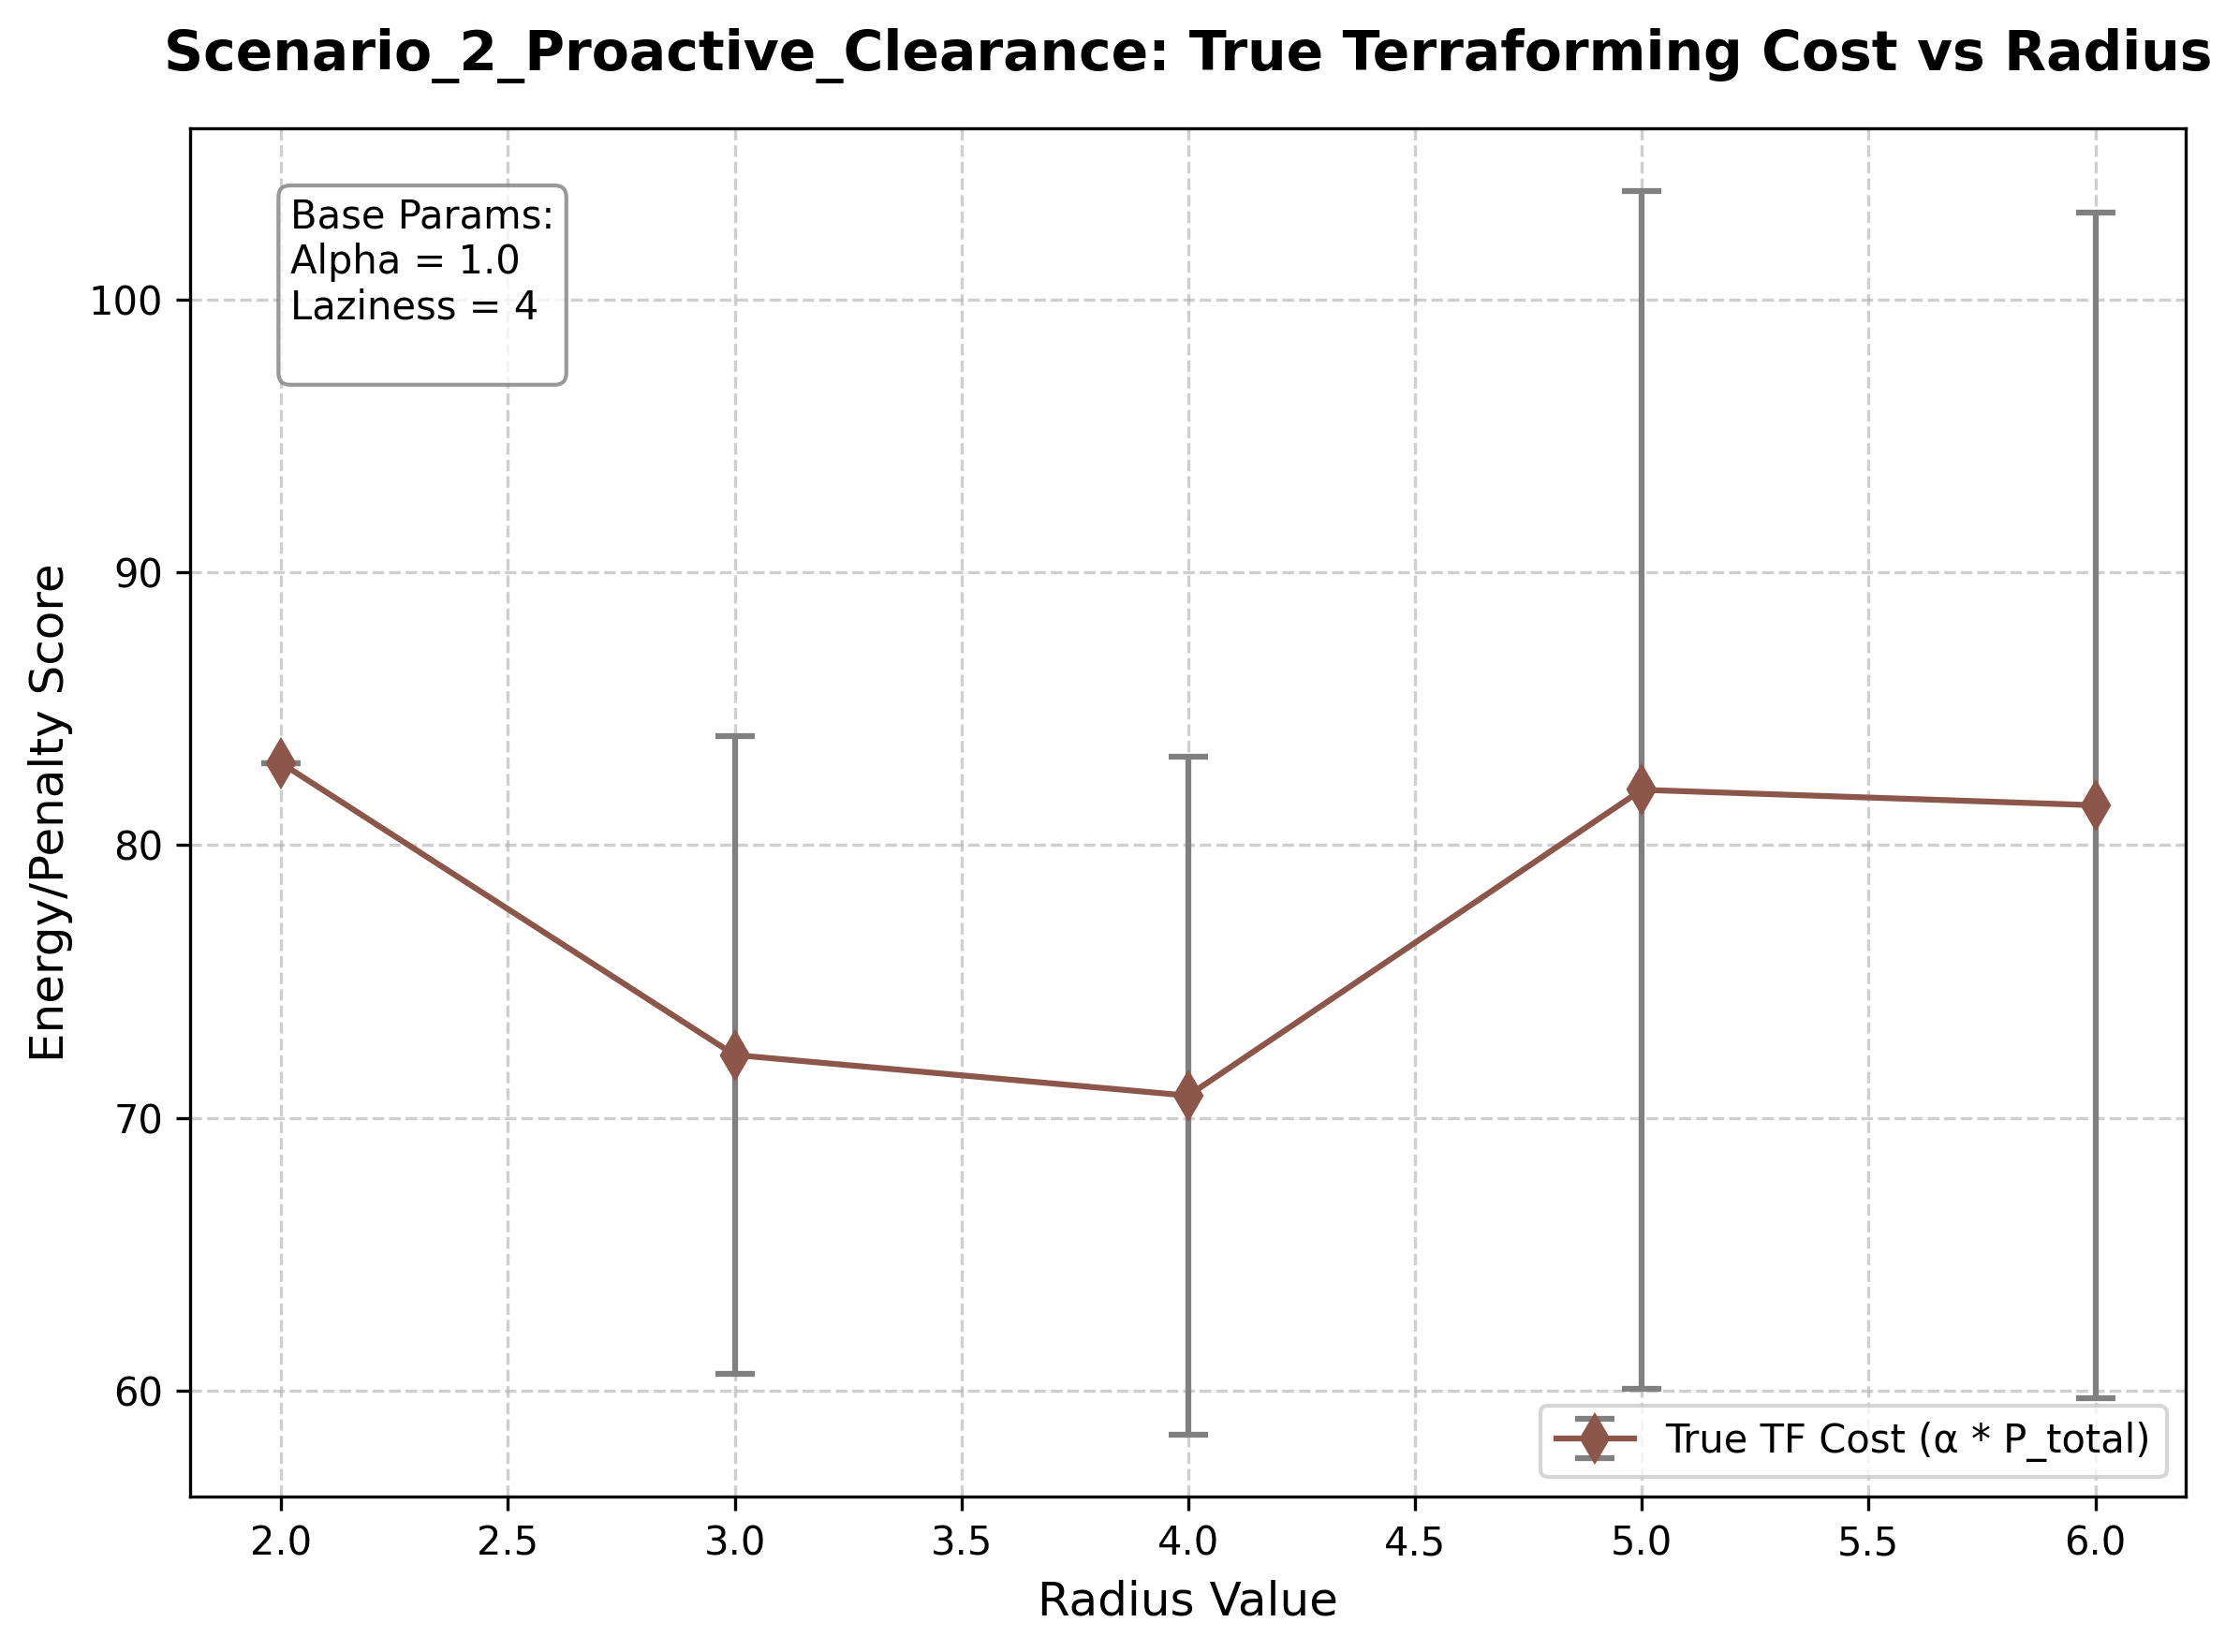 Scenario_2_Proactive_Clearance: True Terraforming Cost vs Radius
Base Params:
Alpha = 1.0
Laziness = 4
100
90
80
70
60
Energy/Penalty Score
True TF Cost (α * P_total)
2.0 2.5 3.0 3.5 4.0 4.5 5.0 5.5 6.0
Radius Value